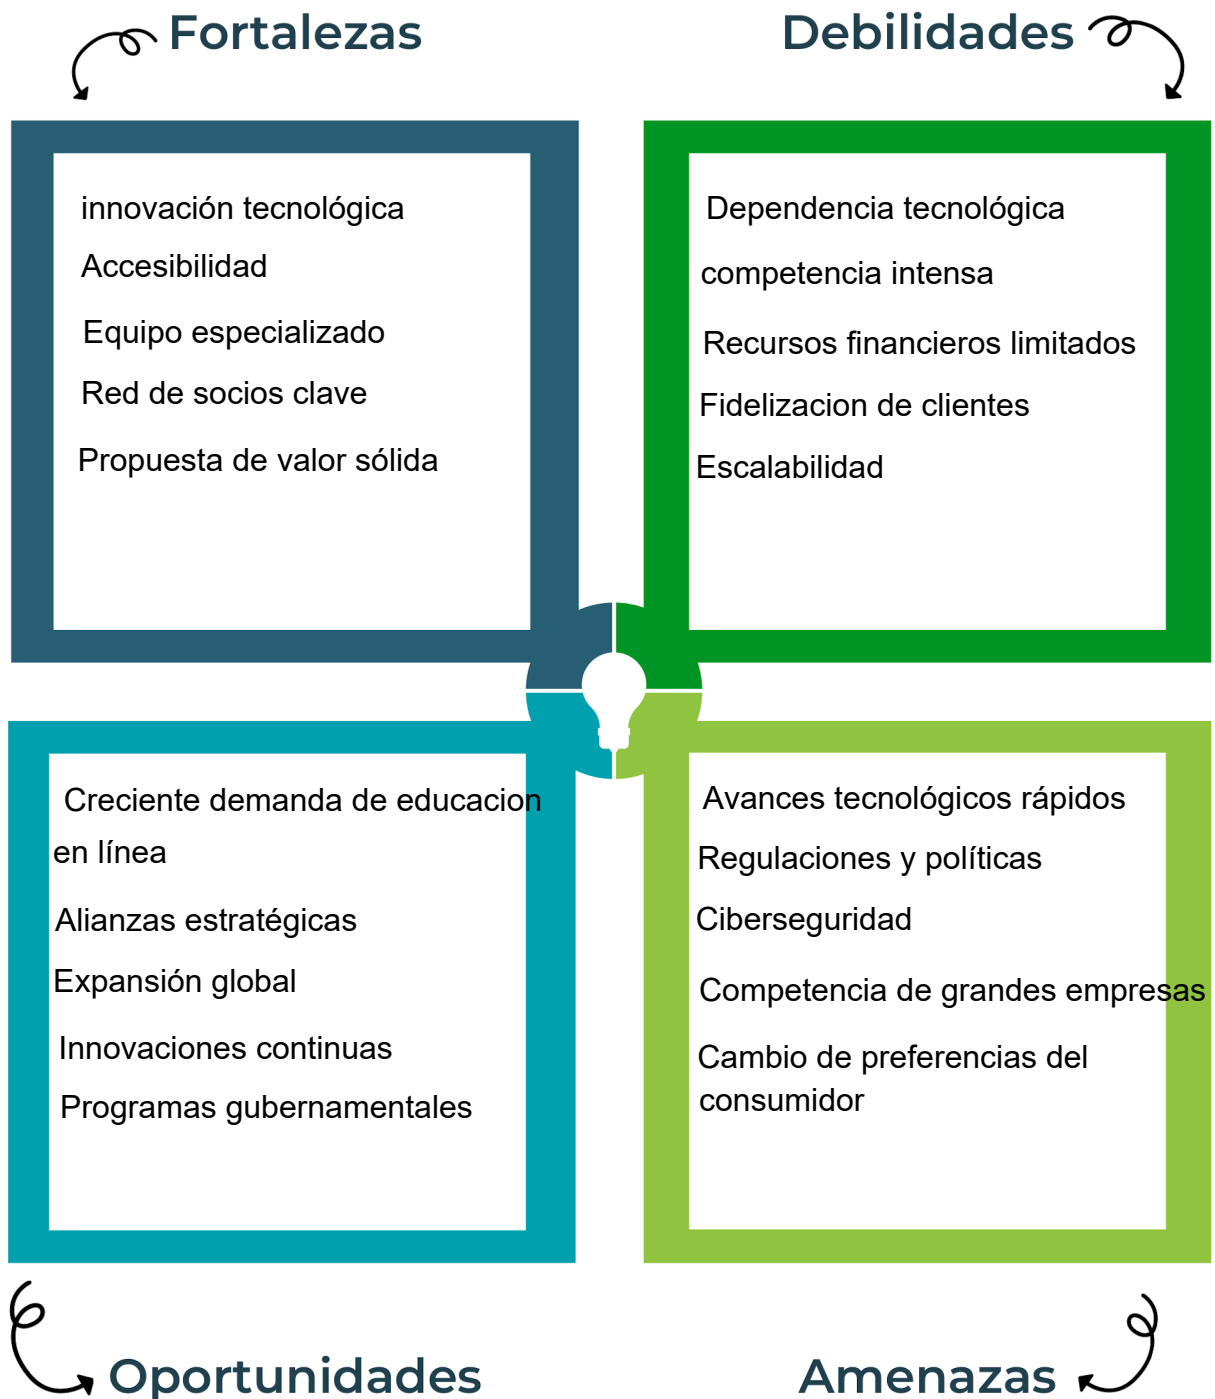 Fortalezas
innovación tecnológica
Accesibilidad
Equipo especializado
Red de socios clave
Propuesta de valor sólida
Debilidades
Dependencia tecnológica
competencia intensa
Recursos financieros limitados
Fidelizacion de clientes
Escalabilidad
Creciente demanda de educacion
en línea
Alianzas estratégicas
Expansión global
Innovaciones continuas
Programas gubernamentales
Oportunidades
Avances tecnológicos rápidos
Regulaciones y políticas
Ciberseguridad
Competencia de grandes empresas
Cambio de preferencias del
consumidor
Amenazas